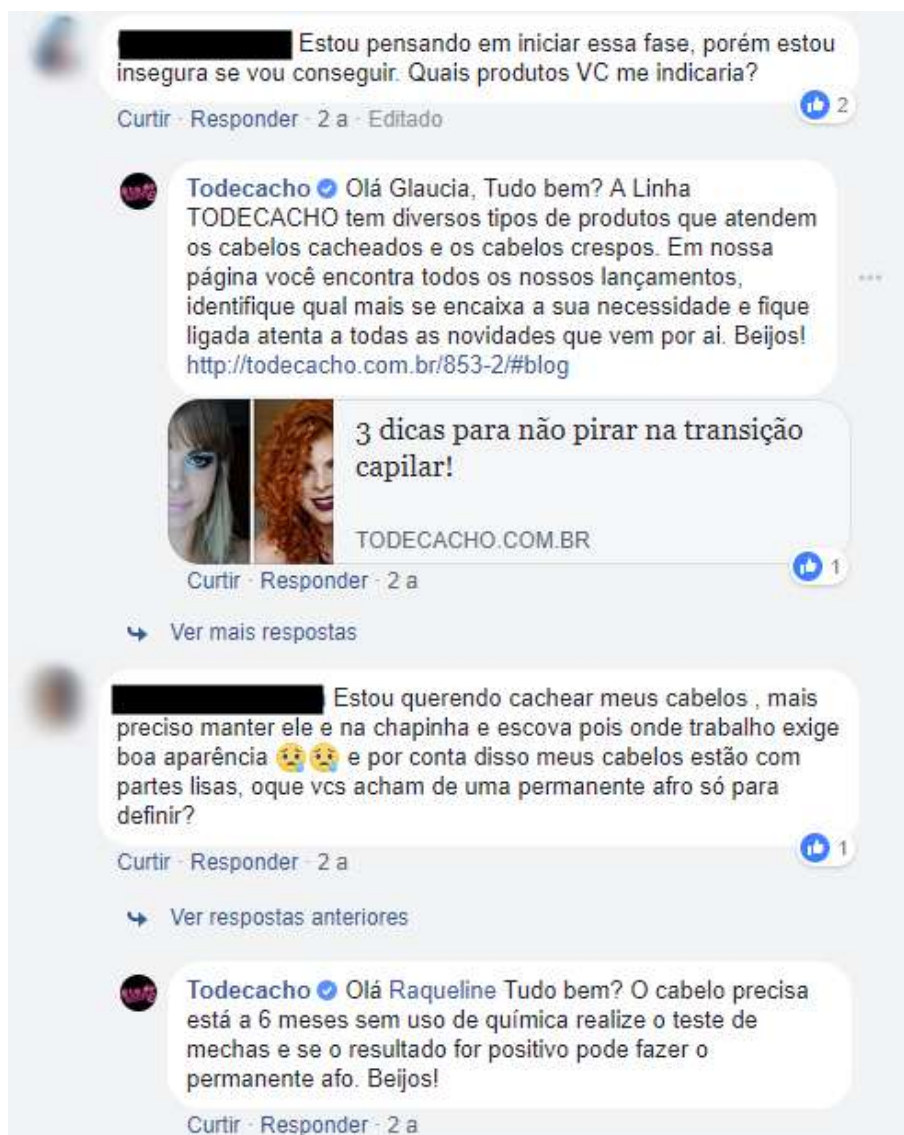 Estou pensando em iniciar essa fase, porém estou
insegura se vou conseguir. Quais produtos VC me indicaria?
2
Curtir · Responder · 2 a · Editado
Todecacho Olá Glaucia, Tudo bem? A Linha
TODECACHO tem diversos tipos de produtos que atendem
os cabelos cacheados e os cabelos crespos. Em nossa
página você encontra todos os nossos lançamentos,
identifique qual mais se encaixa a sua necessidade e fique
ligada atenta a todas as novidades que vem por ai. Beijos!
http://todecacho.com.br/853-2/#blog
3 dicas para não pirar na transição
capilar!
TODECACHO.COM.BR
1
Curtir · Responder · 2 a
Ver mais respostas
Estou querendo cachear meus cabelos , mais
preciso manter ele e na chapinha e escova pois onde trabalho exige
boa aparência 😢😢 e por conta disso meus cabelos estão com
partes lisas, oque vcs acham de uma permanente afro só para
definir?
1
Curtir · Responder · 2 a
Ver respostas anteriores
Todecacho Olá Raqueline Tudo bem? O cabelo precisa
está a 6 meses sem uso de química realize o teste de
mechas e se o resultado for positivo pode fazer o
permanente afo. Beijos!
Curtir · Responder · 2 a